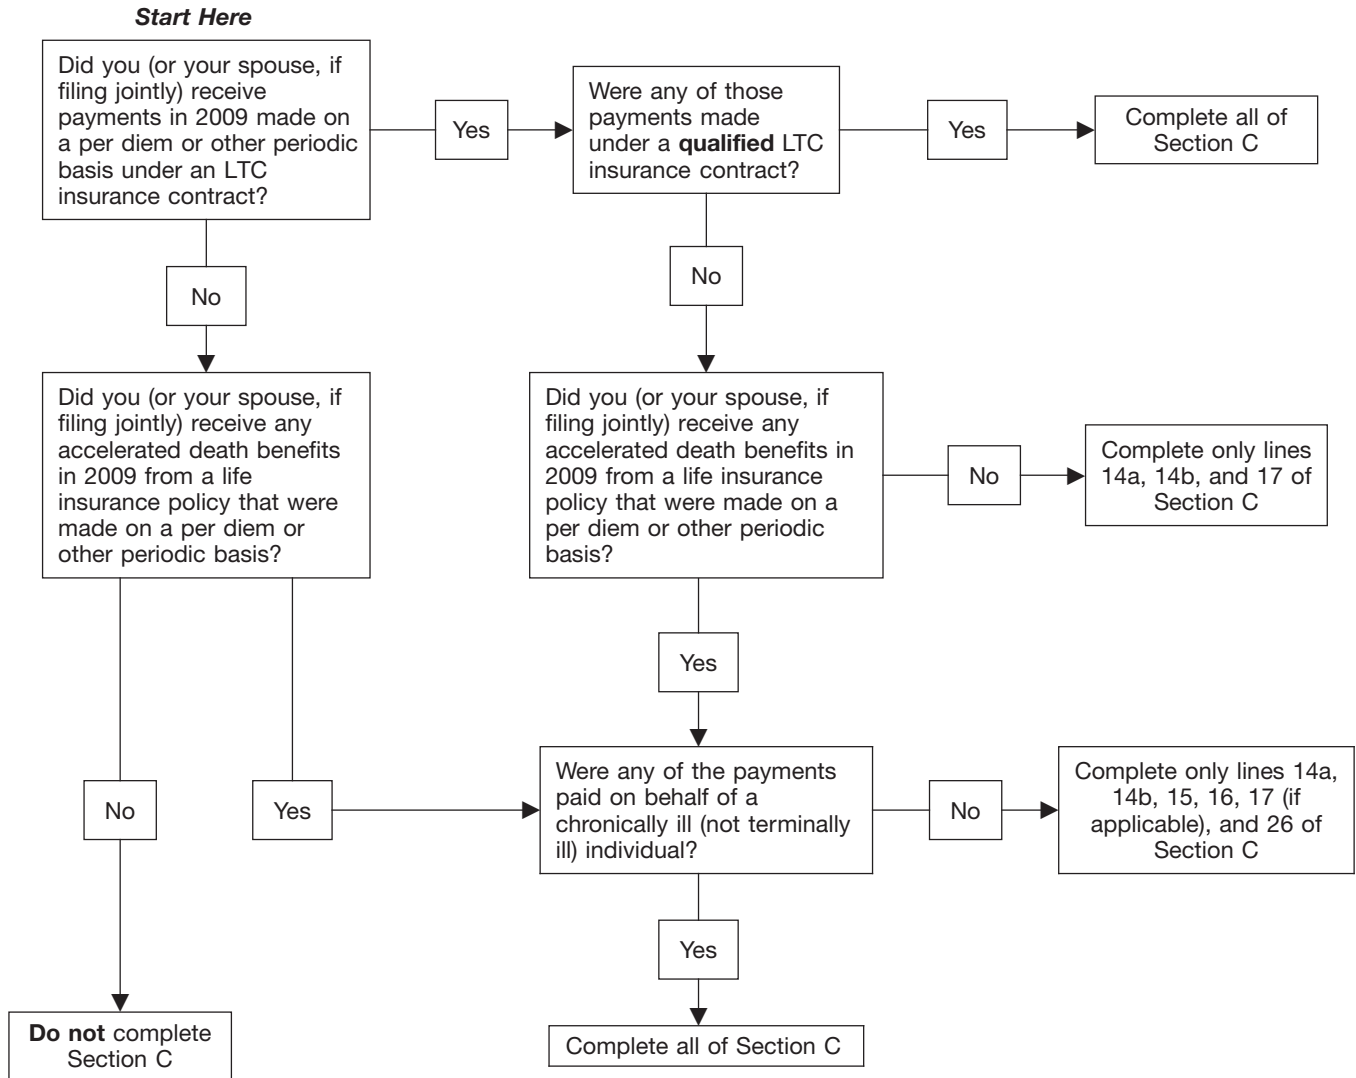 Start Here
Did you (or your spouse, if
filing jointly) receive
payments in 2009 made on
a per diem or other periodic
basis under an LTC
insurance contract?
Yes
Were any of those
payments made
under a qualified LTC
insurance contract?
Yes
Complete all of
Section C
No
No
Did you (or your spouse, if
filing jointly) receive any
accelerated death benefits
in 2009 from a life
insurance policy that were
made on a per diem or
other periodic basis?
Did you (or your spouse, if
filing jointly) receive any
accelerated death benefits in
2009 from a life insurance
policy that were made on a
per diem or other periodic
basis?
No
Complete only lines
14a, 14b, and 17 of
Section C
Yes
No
Yes
Were any of the payments
paid on behalf of a
chronically ill (not terminally
ill) individual?
No
Complete only lines 14a,
14b, 15, 16, 17 (if
applicable), and 26 of
Section C
Yes
Do not complete
Section C
Complete all of Section C